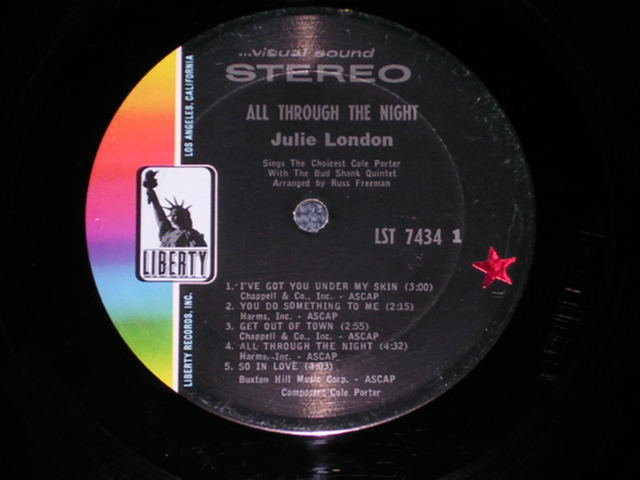 ...visual sound
STEREO
ALL THROUGH THE NIGHT
Julie London
Sings The Choicest Cole Porter
With The Bud Shank Quintet
Arranged by Russ Freeman
LST 7434 1
LOS ANGELES, CALIFORNIA
LIBERTY
LIBERTY RECORDS, INC.
1. I'VE GOT YOU UNDER MY SKIN (3:00)
Chappell & Co., Inc. - ASCAP
2. YOU DO SOMETHING TO ME (2:15)
Harms, Inc. - ASCAP
3. GET OUT OF TOWN (2:55)
Chappell & Co., Inc. - ASCAP
4. ALL THROUGH THE NIGHT (4:32)
Harms, Inc. - ASCAP
5. SO IN LOVE (4:03)
Buxton Hill Music Corp. - ASCAP
Composer: Cole Porter